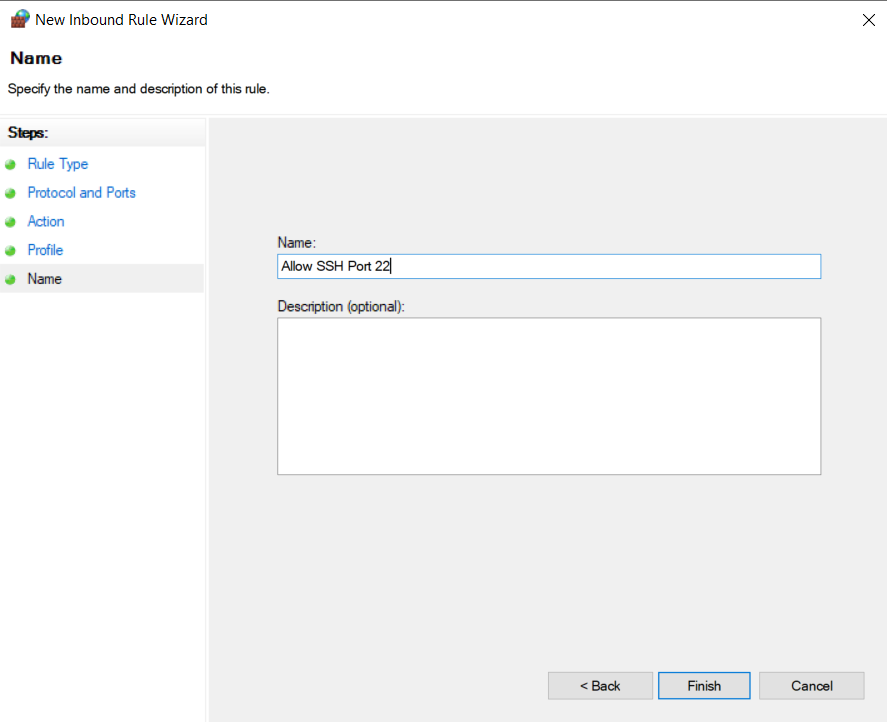 New Inbound Rule Wizard
Name
Specify the name and description of this rule.
Steps:
Rule Type
Protocol and Ports
Action
Profile
Name
Name:
Allow SSH Port 22
Description (optional):
< Back
Finish
Cancel